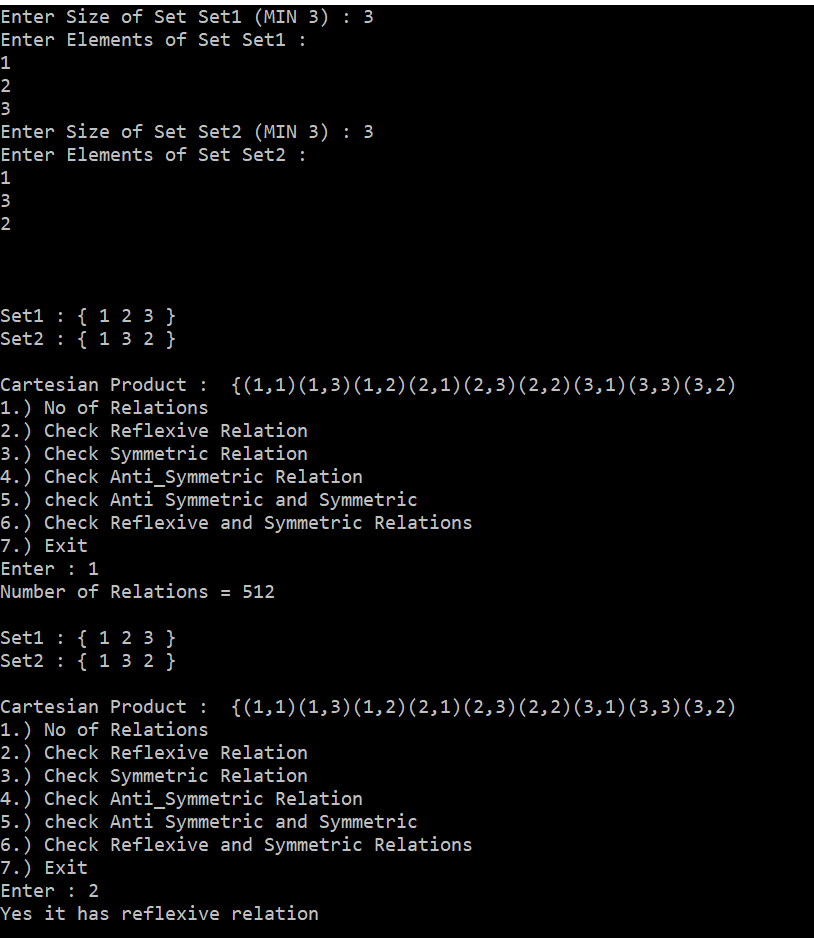 Enter Size of Set Set1 (MIN 3) : 3
Enter Elements of Set Set1 :
1
2
3
Enter Size of Set Set2 (MIN 3) : 3
Enter Elements of Set Set2 :
1
3
2
Set1 : { 1 2 3 }
Set2 : { 1 3 2 }
Cartesian Product :  {(1,1)(1,3)(1,2)(2,1)(2,3)(2,2)(3,1)(3,3)(3,2)
1.) No of Relations
2.) Check Reflexive Relation
3.) Check Symmetric Relation
4.) Check Anti_Symmetric Relation
5.) check Anti Symmetric and Symmetric
6.) Check Reflexive and Symmetric Relations
7.) Exit
Enter : 1
Number of Relations = 512
Set1 : { 1 2 3 }
Set2 : { 1 3 2 }
Cartesian Product :  {(1,1)(1,3)(1,2)(2,1)(2,3)(2,2)(3,1)(3,3)(3,2)
1.) No of Relations
2.) Check Reflexive Relation
3.) Check Symmetric Relation
4.) Check Anti_Symmetric Relation
5.) check Anti Symmetric and Symmetric
6.) Check Reflexive and Symmetric Relations
7.) Exit
Enter : 2
Yes it has reflexive relation